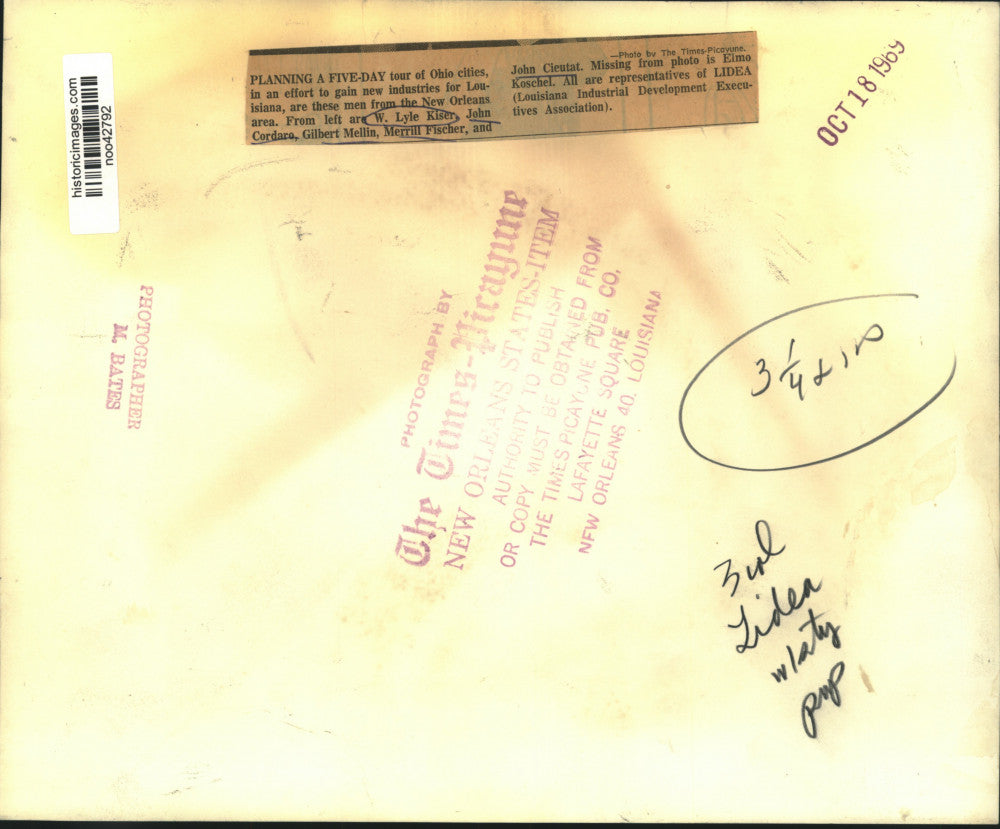 historicimages.com
noo42792
PLANNING A FIVE-DAY tour of Ohio cities,
in an effort to gain new industries for Lou-
isiana, are these men from the New Orleans
area. From left are W. Lyle Kiser, John
Cordaro, Gilbert Mellin, Merrill Fischer, and
—Photo by The Times-Picayune.
John Cieutat. Missing from photo is Elmo
Koschel. All are representatives of LIDEA
(Louisiana Industrial Development Execu-
tives Association).
OCT 18 1969
PHOTOGRAPHER
M. BATES
PHOTOGRAPH BY
The Times-Picayune
NEW ORLEANS STATES-ITEM
AUTHORITY TO PUBLISH
OR COPY MUST BE OBTAINED FROM
THE TIMES PICAYUNE PUB. CO.
LAFAYETTE SQUARE
NEW ORLEANS 40, LOUISIANA
3 1/4
3 col
Lidea